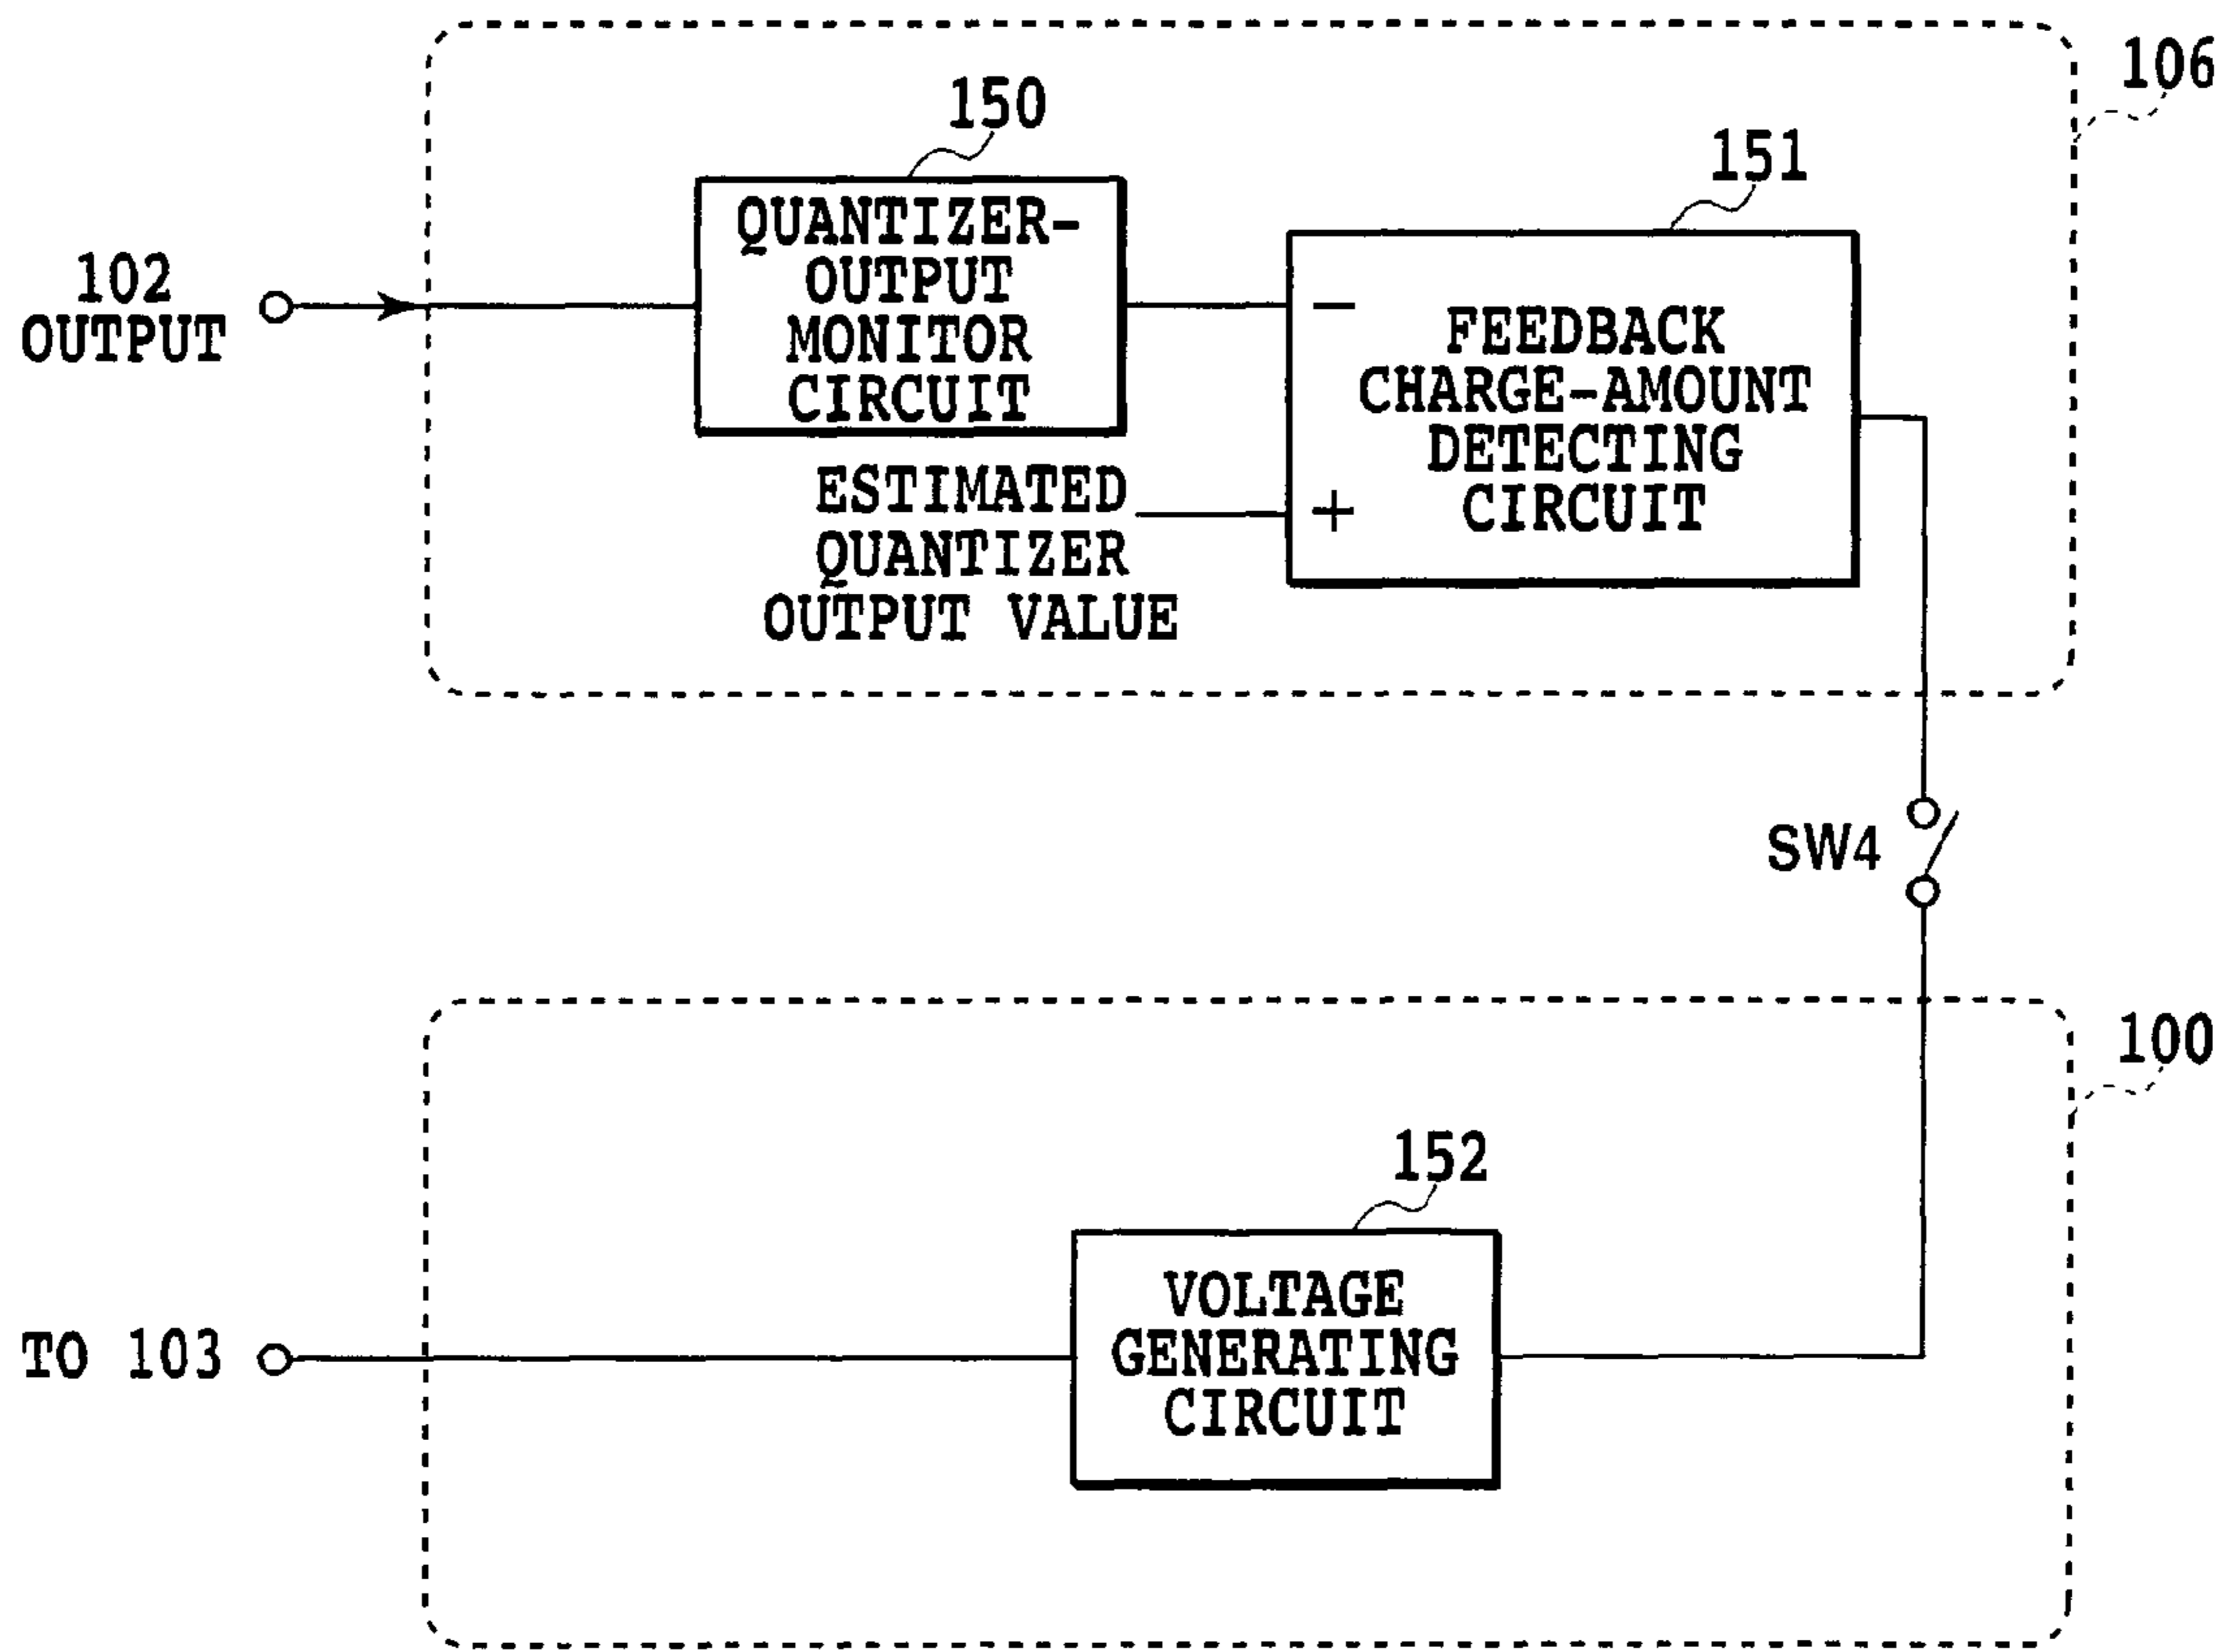 106
150
151
QUANTIZER-
OUTPUT
MONITOR
CIRCUIT
102
OUTPUT
−
FEEDBACK
CHARGE-AMOUNT
DETECTING
CIRCUIT
ESTIMATED
QUANTIZER
OUTPUT VALUE
+
SW4
100
152
VOLTAGE
GENERATING
CIRCUIT
TO 103